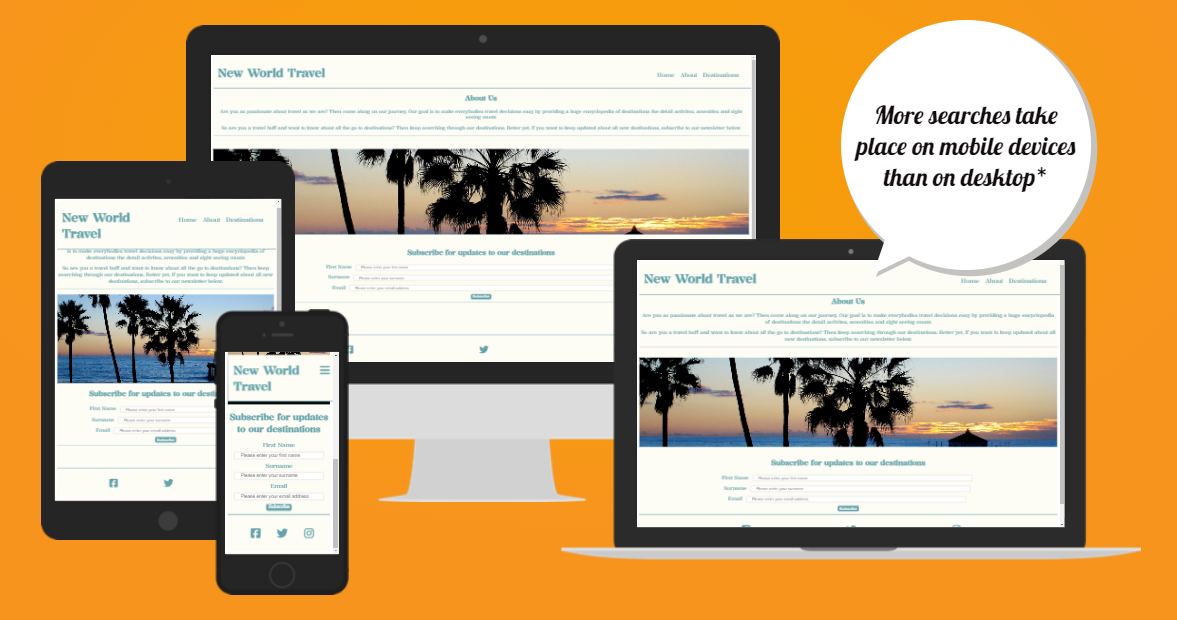 New World Travel
Home About Destinations
About Us
Are you as passionate about travel as we are? Then come along on our journey. Our goal is to make everybodies travel decisions easy by providing a huge encyclopedia of destinations the detail activites, amenities and sight
seeing musts
So are you a travel buff and want to know about all the go to destinations? Then keep searching through our destinations. Better yet, if you want to keep updated about all new destinations, subscribe to our newsletter below.
Subscribe for updates to our destinations
First Name Please enter your first name
Surname Please enter your surname
Email Please enter your email address
Subscribe
More searches take
place on mobile devices
than on desktop*
New World
Travel
Home About Destinations
is to make everybodies travel decisions easy by providing a huge encyclopedia of
destinations the detail activites, amenities and sight seeing musts
So are you a travel buff and want to know about all the go to destinations? Then keep
searching through our destinations. Better yet, if you want to keep updated about all new
destinations, subscribe to our newsletter below.
Subscribe for updates to our desti
First Name Please enter your first name
Surname Please enter your surname
Email Please enter your email address
Subscribe
New World
Travel
Subscribe for updates
to our destinations
First Name
Please enter your first name
Surname
Please enter your surname
Email
Please enter your email address
Subscribe
New World Travel
Home About Destinations
About Us
Are you as passionate about travel as we are? Then come along on our journey. Our goal is to make everybodies travel decisions easy by providing a huge encyclopedia
of destinations the detail activites, amenities and sight seeing musts
So are you a travel buff and want to know about all the go to destinations? Then keep searching through our destinations. Better yet, if you want to keep updated about all
new destinations, subscribe to our newsletter below.
Subscribe for updates to our destinations
First Name Please enter your first name
Surname Please enter your surname
Email Please enter your email address
Subscribe